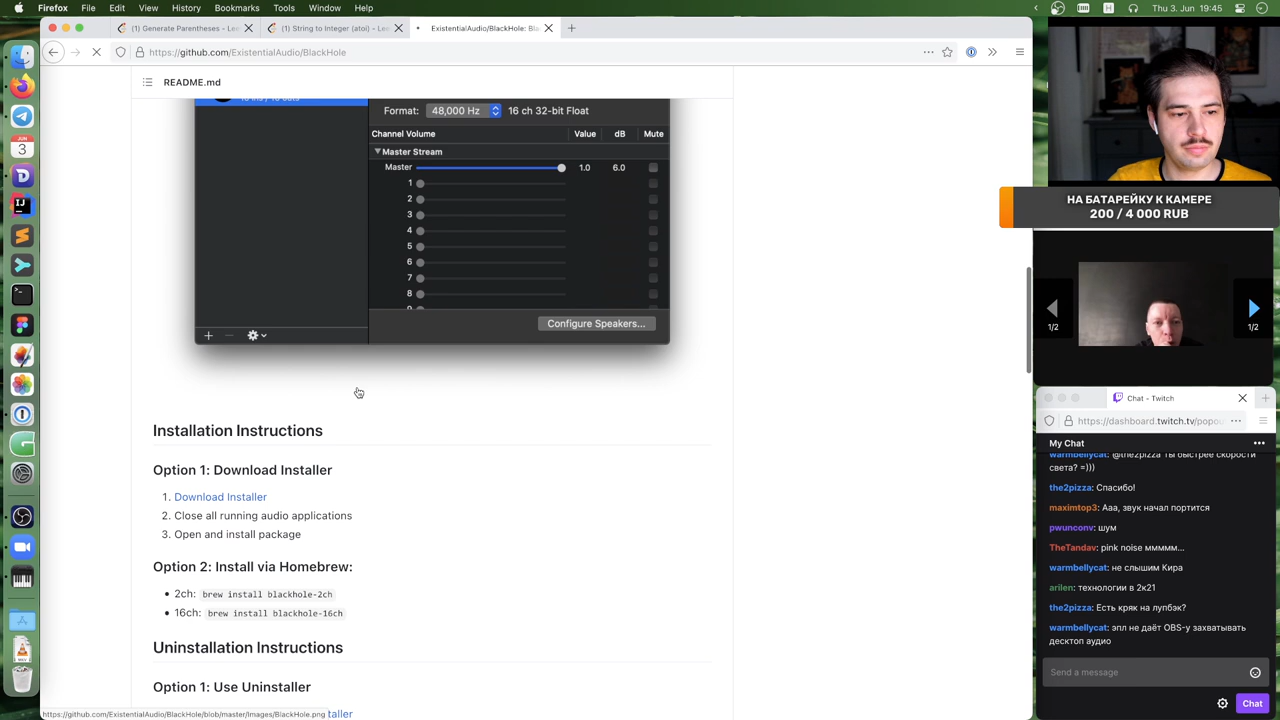 Firefox File Edit View History Bookmarks Tools Window Help
Generate Parentheses – Lee
String to Integer (atoi) – Lee
ExistentialAudio/BlackHole: Bla
https://github.com/ExistentialAudio/BlackHole
README.md
Format: 48,000 Hz 16 ch 32-bit Float
Channel Volume Value dB Mute
Master Stream
Master 1.0 6.0
1
2
3
4
5
6
7
8
Configure Speakers...
Installation Instructions
Option 1: Download Installer
1. Download Installer
2. Close all running audio applications
3. Open and install package
Option 2: Install via Homebrew:
2ch: brew install blackhole-2ch
16ch: brew install blackhole-16ch
Uninstallation Instructions
Option 1: Use Uninstaller
https://github.com/ExistentialAudio/BlackHole/blob/master/Images/BlackHole.png
taller
JUN
3
НА БАТАРЕЙКУ К КАМЕРЕ
200 / 4 000 RUB
1/2
1/2
Chat – Twitch
https://dashboard.twitch.tv/popou
My Chat
warmbellycat: @the2pizza Ты быстрее скорости
света? =)))
the2pizza: Спасибо!
maximtop3: Ааа, звук начал портится
pwunconv: шум
TheTandav: pink noise ммммм...
warmbellycat: не слышим Кира
arilen: технологии в 2к21
the2pizza: Есть кряк на лупбэк?
warmbellycat: эпл не даёт OBS-у захватывать
десктоп аудио
Send a message
Chat